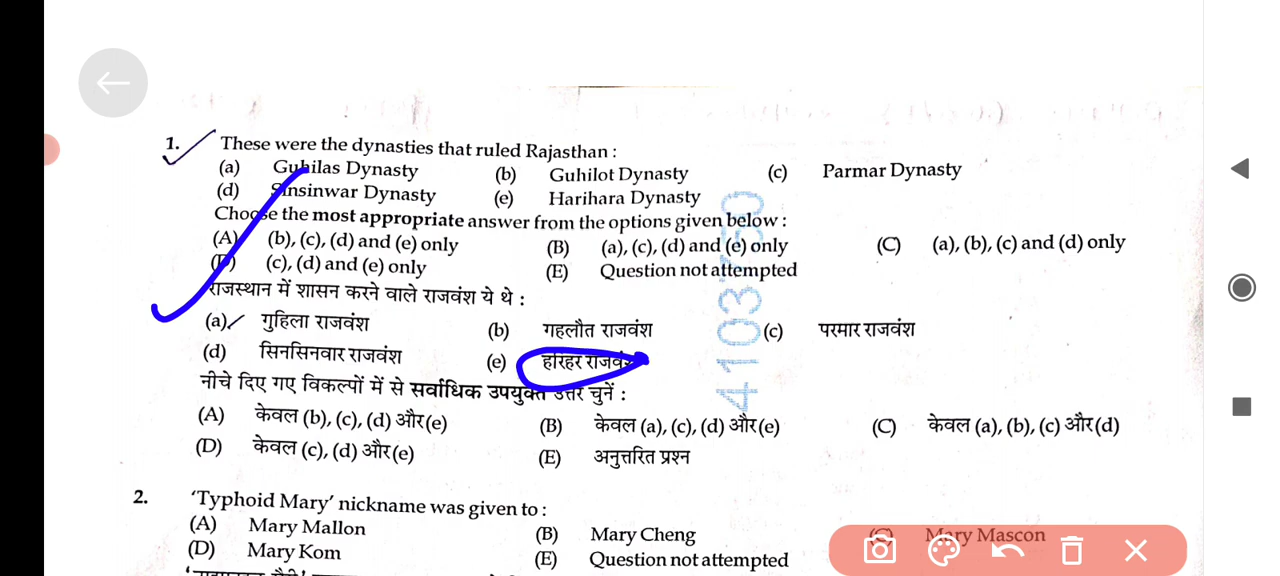 1. These were the dynasties that ruled Rajasthan :
(a) Guhilas Dynasty (b) Guhilot Dynasty (c) Parmar Dynasty
(d) Sinsinwar Dynasty (e) Harihara Dynasty
Choose the most appropriate answer from the options given below :
(A) (b), (c), (d) and (e) only (B) (a), (c), (d) and (e) only (C) (a), (b), (c) and (d) only
(D) (c), (d) and (e) only (E) Question not attempted
राजस्थान में शासन करने वाले राजवंश ये थे :
(a) गुहिला राजवंश (b) गहलौत राजवंश (c) परमार राजवंश
(d) सिनसिनवार राजवंश (e) हरिहर राजवंश
नीचे दिए गए विकल्पों में से सर्वाधिक उपयुक्त उत्तर चुनें :
(A) केवल (b), (c), (d) और (e) (B) केवल (a), (c), (d) और (e) (C) केवल (a), (b), (c) और (d)
(D) केवल (c), (d) और (e) (E) अनुत्तरित प्रश्न
2. 'Typhoid Mary' nickname was given to :
(A) Mary Mallon (B) Mary Cheng (C) Mary Mascon
(D) Mary Kom (E) Question not attempted
4103750